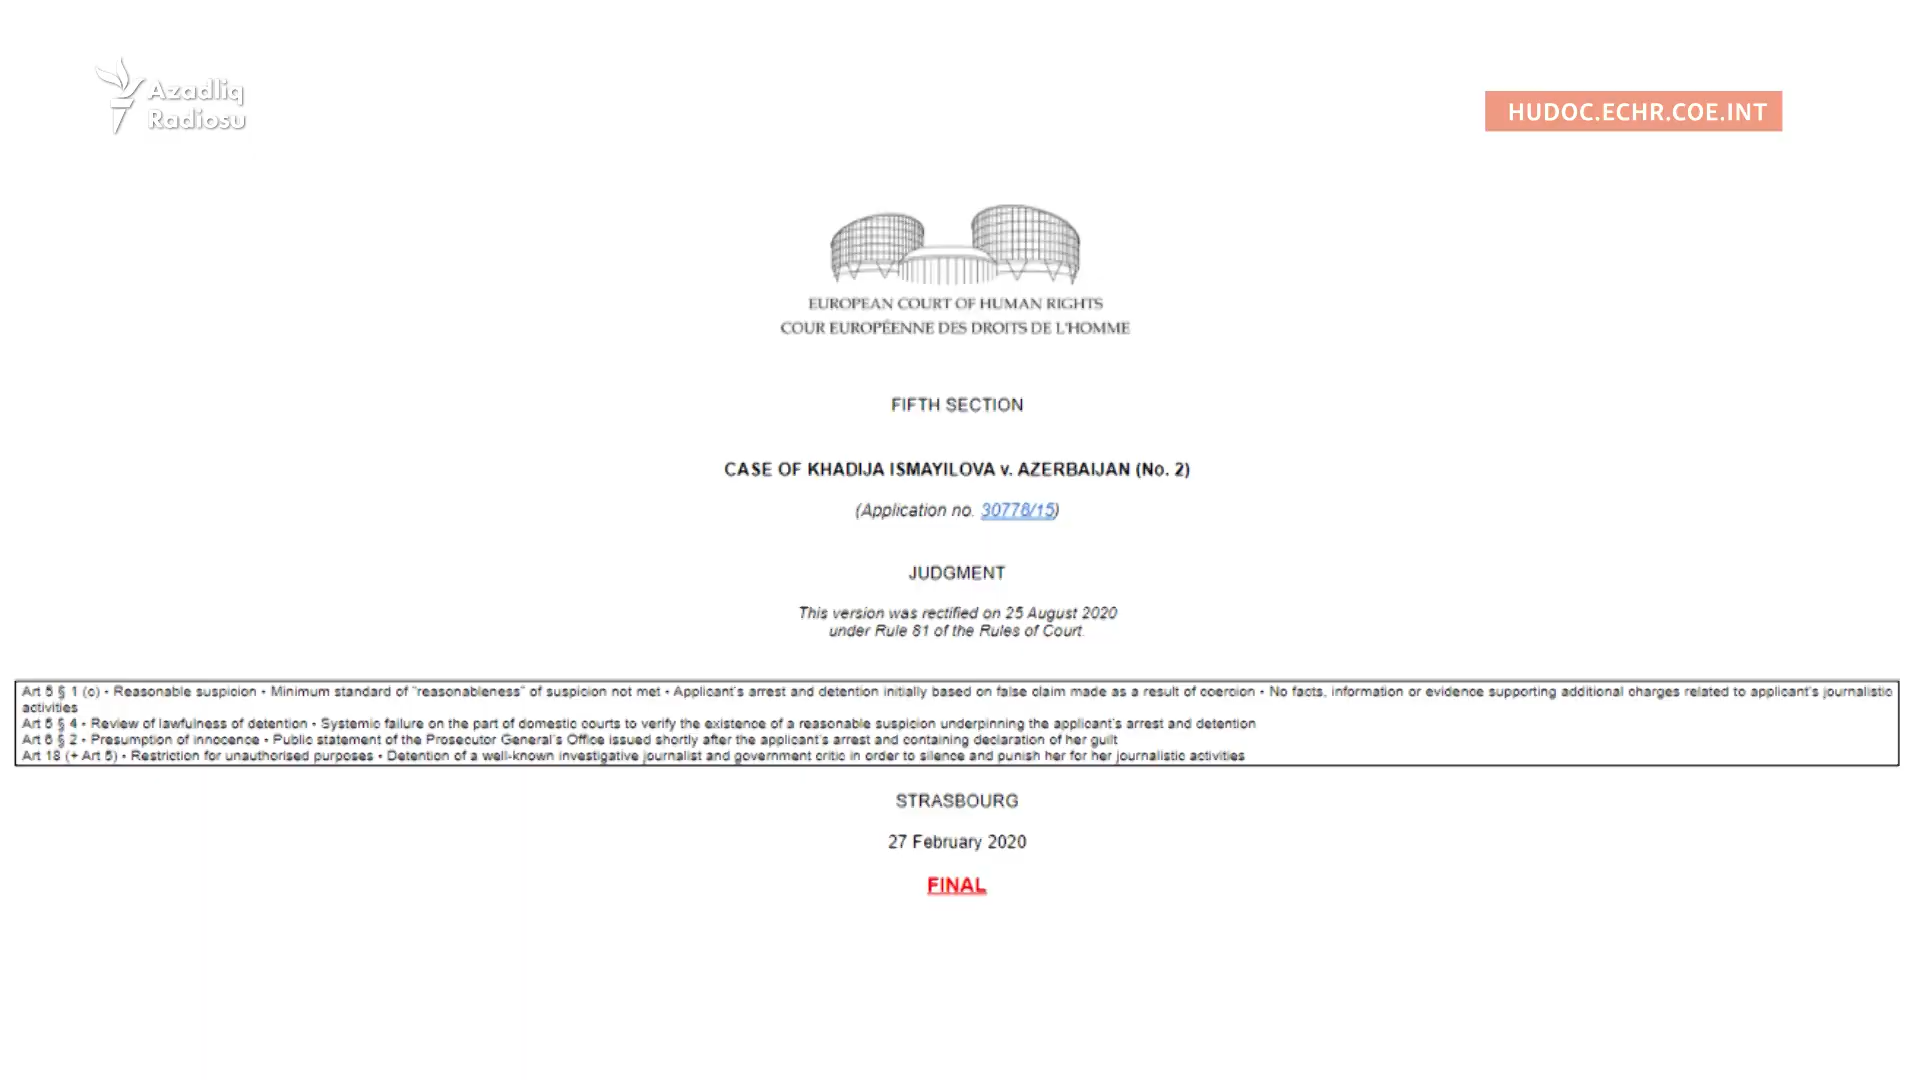 Azadlıq
Radiosu
HUDOC.ECHR.COE.INT
EUROPEAN COURT OF HUMAN RIGHTS
COUR EUROPÉENNE DES DROITS DE L'HOMME
FIFTH SECTION
CASE OF KHADIJA ISMAYILOVA v. AZERBAIJAN (No. 2)
(Application no. 30778/15)
JUDGMENT
This version was rectified on 25 August 2020
under Rule 81 of the Rules of Court.
Art 5 § 1 (c) • Reasonable suspicion • Minimum standard of "reasonableness" of suspicion not met • Applicant's arrest and detention initially based on false claim made as a result of coercion • No facts, information or evidence supporting additional charges related to applicant's journalistic
activities
Art 5 § 4 • Review of lawfulness of detention • Systemic failure on the part of domestic courts to verify the existence of a reasonable suspicion underpinning the applicant's arrest and detention
Art 6 § 2 • Presumption of innocence • Public statement of the Prosecutor General's Office issued shortly after the applicant's arrest and containing declaration of her guilt
Art 18 (+ Art 5) • Restriction for unauthorised purposes • Detention of a well-known investigative journalist and government critic in order to silence and punish her for her journalistic activities
STRASBOURG
27 February 2020
FINAL